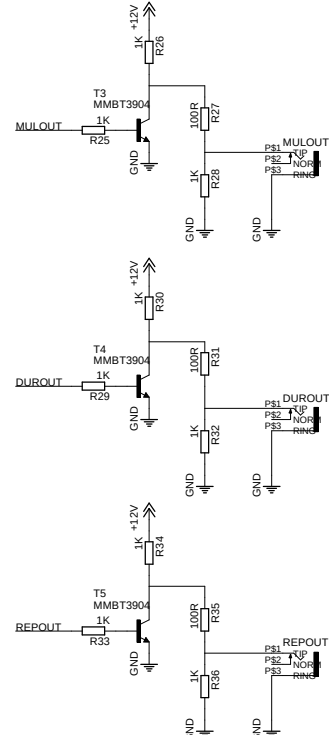 +12V
1K
R26
T3
MMBT3904
MULOUT
1K
R25
GND
100R
R27
1K
R28
GND
MULOUT
P$1
TIP
P$2
NORM
P$3
RING
GND
+12V
1K
R30
T4
MMBT3904
DUROUT
1K
R29
GND
100R
R31
1K
R32
GND
DUROUT
P$1
TIP
P$2
NORM
P$3
RING
GND
+12V
1K
R34
T5
MMBT3904
REPOUT
1K
R33
GND
100R
R35
1K
R36
GND
REPOUT
P$1
TIP
P$2
NORM
P$3
RING
GND